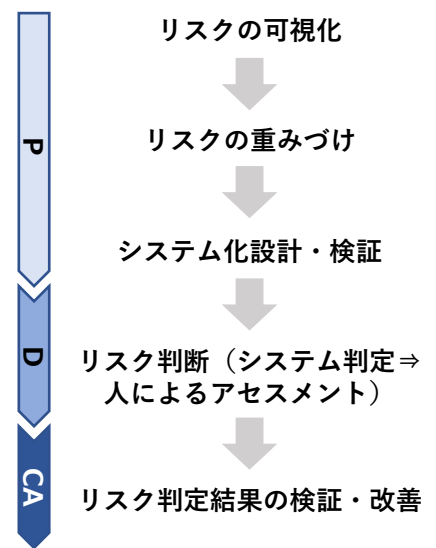 リスクの可視化
P
リスクの重みづけ
システム化設計・検証
D
リスク判断（システム判定⇒
人によるアセスメント）
CA
リスク判定結果の検証・改善